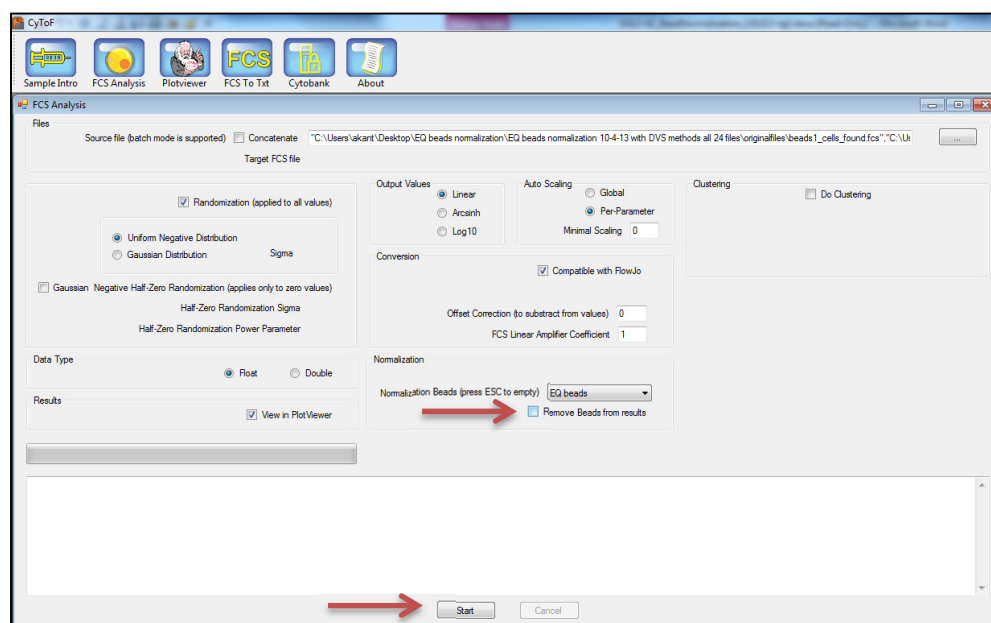 CyToF
FCS
Sample Intro FCS Analysis Plotviewer FCS To Txt Cytobank About
FCS Analysis
Files
Source file (batch mode is supported) Concatenate "C:\Users\akant\Desktop\EQ beads normalization\EQ beads normalization 10-4-13 with DVS methods all 24 files\originalfiles\beads1_cells_found.fcs","C:\Us
...
Target FCS file
Randomization (applied to all values)
Uniform Negative Distribution
Gaussian Distribution Sigma
Gaussian Negative Half-Zero Randomization (applies only to zero values)
Half-Zero Randomization Sigma
Half-Zero Randomization Power Parameter
Output Values
Linear
Arcsinh
Log10
Auto Scaling
Global
Per-Parameter
Minimal Scaling 0
Clustering
Do Clustering
Conversion
Compatible with FlowJo
Offset Correction (to substract from values) 0
FCS Linear Amplifier Coefficient 1
Data Type
Float Double
Normalization
Normalization Beads (press ESC to empty) EQ beads
Remove Beads from results
Results
View in PlotViewer
Start Cancel